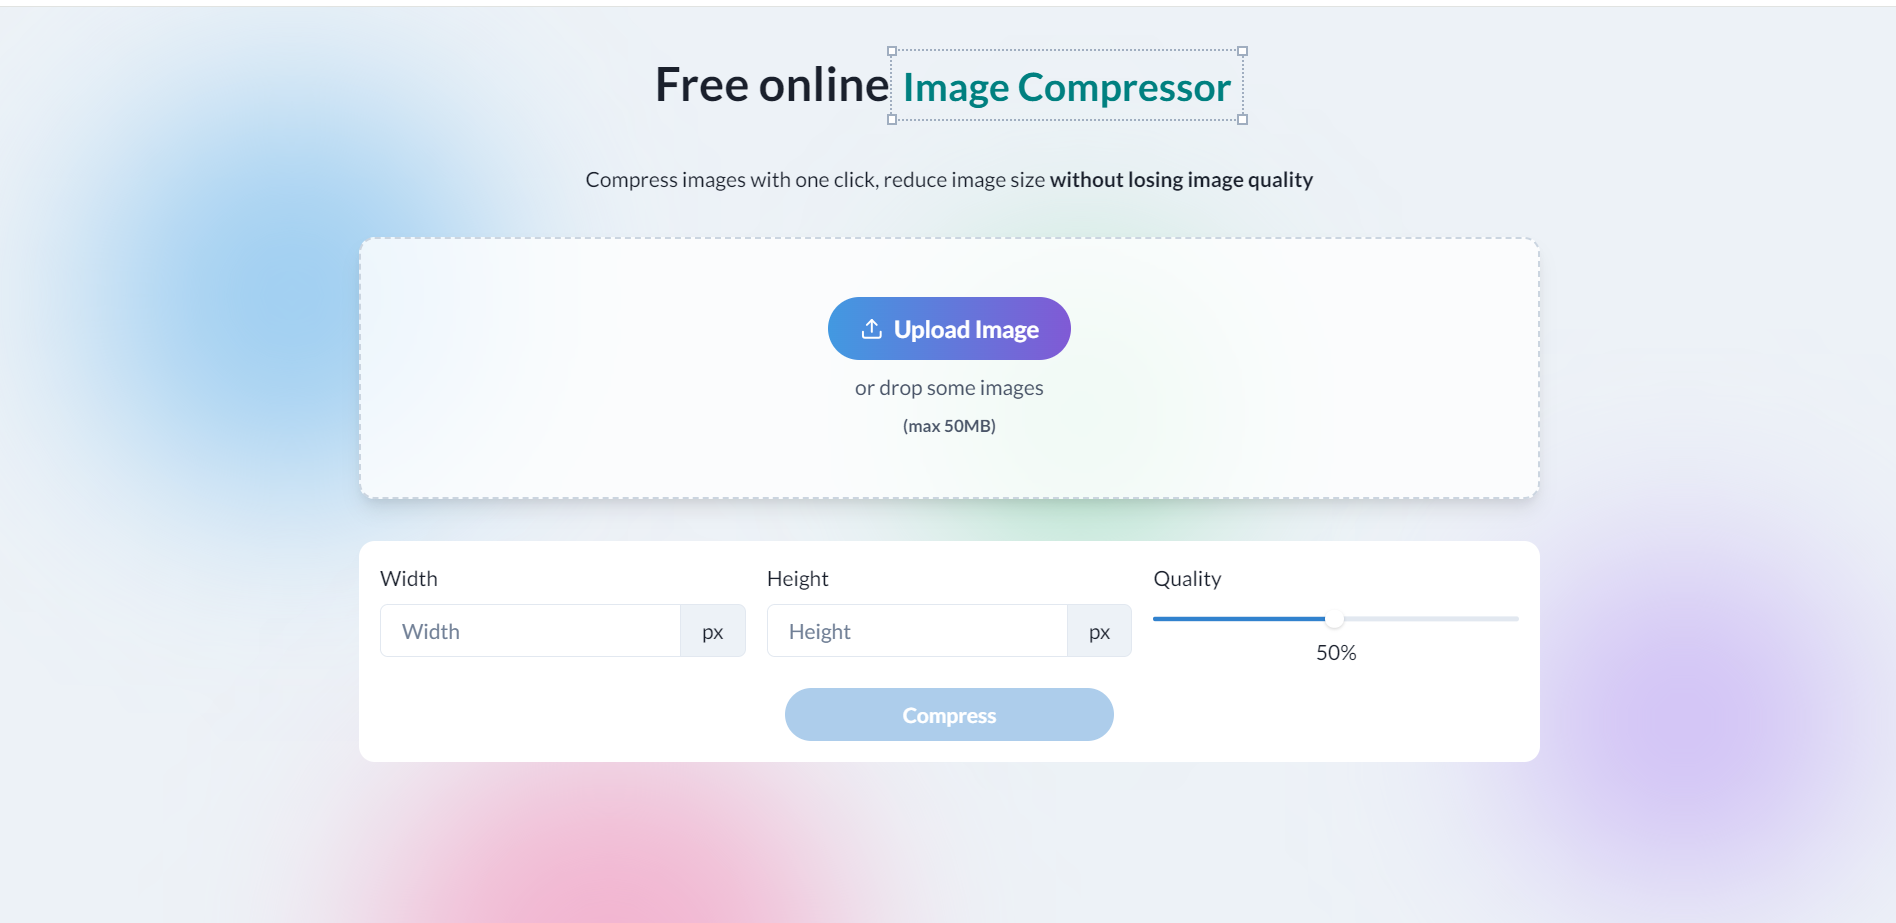 Free online Image Compressor
Compress images with one click, reduce image size without losing image quality
Upload Image
or drop some images
(max 50MB)
Width
Width px
Height
Height px
Quality
50%
Compress